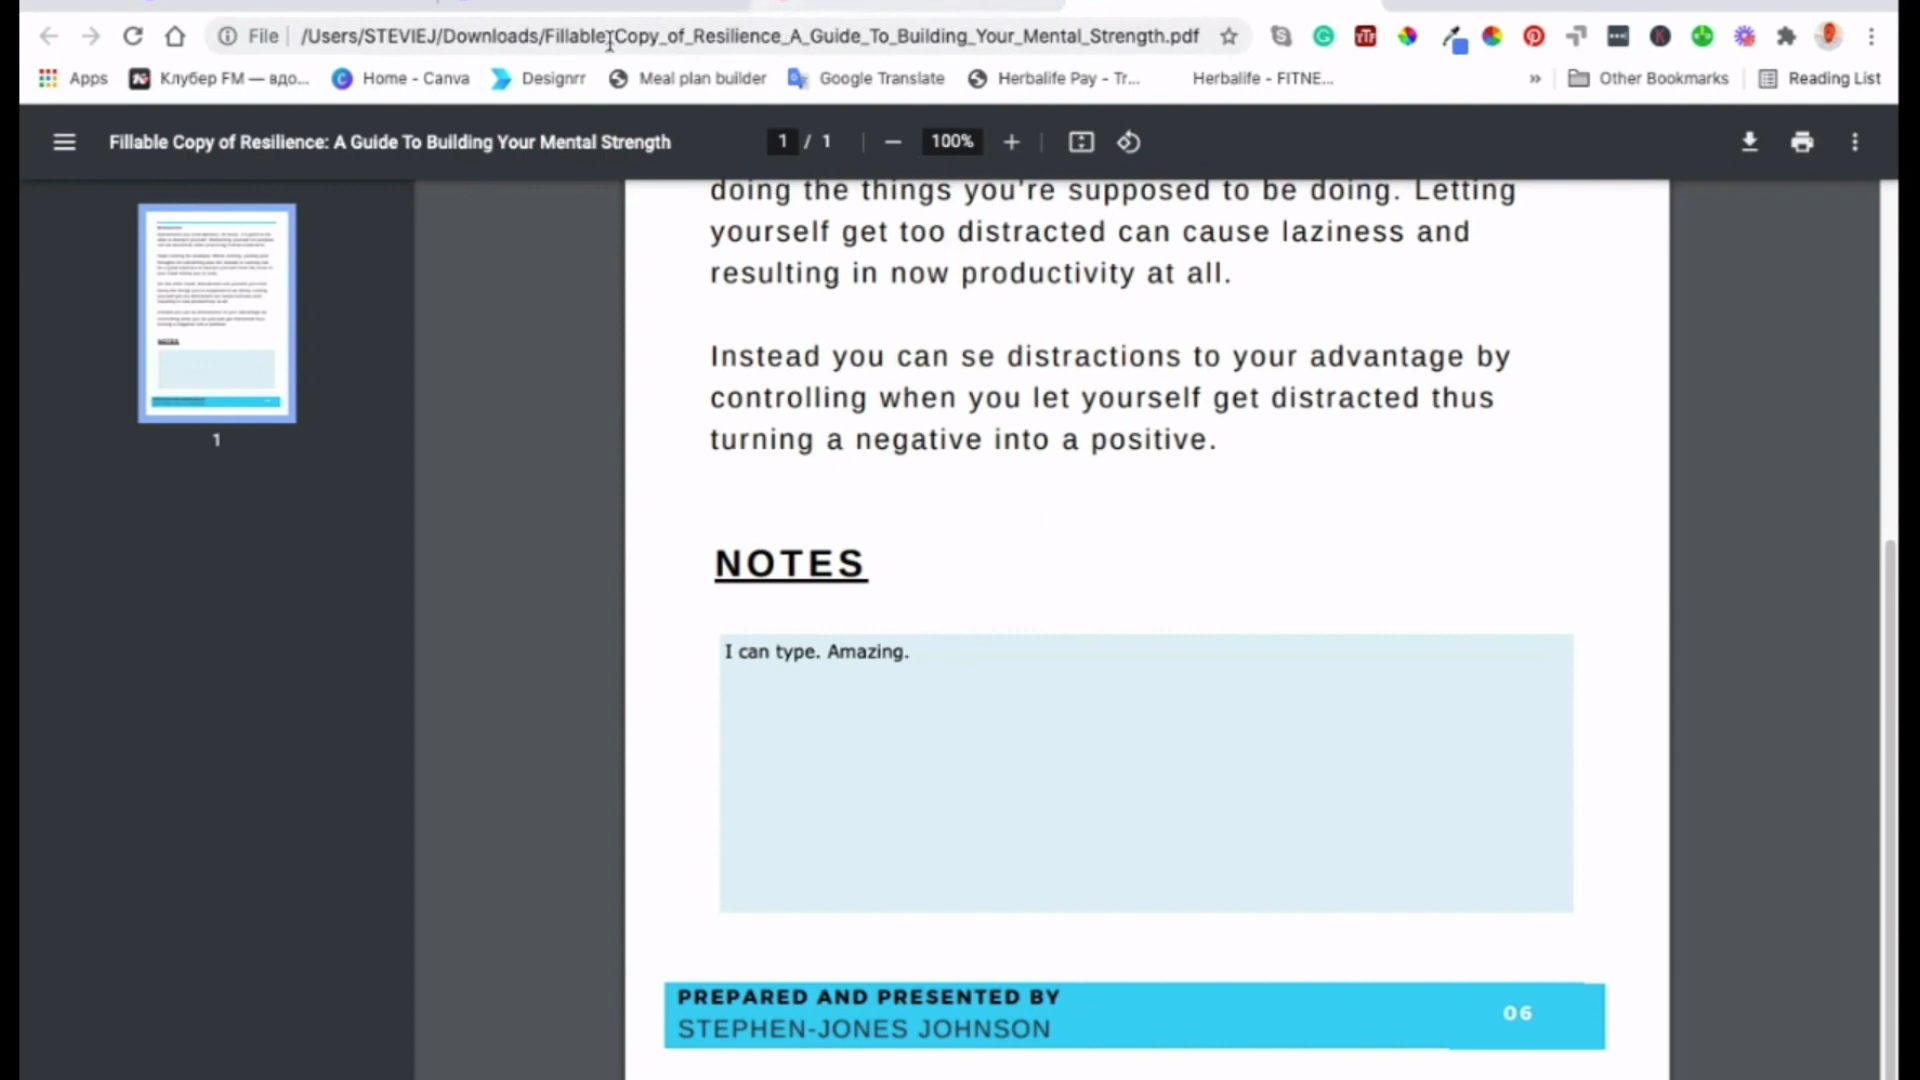 File /Users/STEVIEJ/Downloads/Fillable_Copy_of_Resilience_A_Guide_To_Building_Your_Mental_Strength.pdf
Apps Клубер FM — вдо... Home - Canva Designrr Meal plan builder Google Translate Herbalife Pay - Tr... Herbalife - FITNE... » Other Bookmarks Reading List
Fillable Copy of Resilience: A Guide To Building Your Mental Strength 1 / 1 100%
doing the things you're supposed to be doing. Letting
yourself get too distracted can cause laziness and
resulting in now productivity at all.
Instead you can se distractions to your advantage by
controlling when you let yourself get distracted thus
turning a negative into a positive.
NOTES
I can type. Amazing.
PREPARED AND PRESENTED BY
STEPHEN-JONES JOHNSON
06
NOTES
1